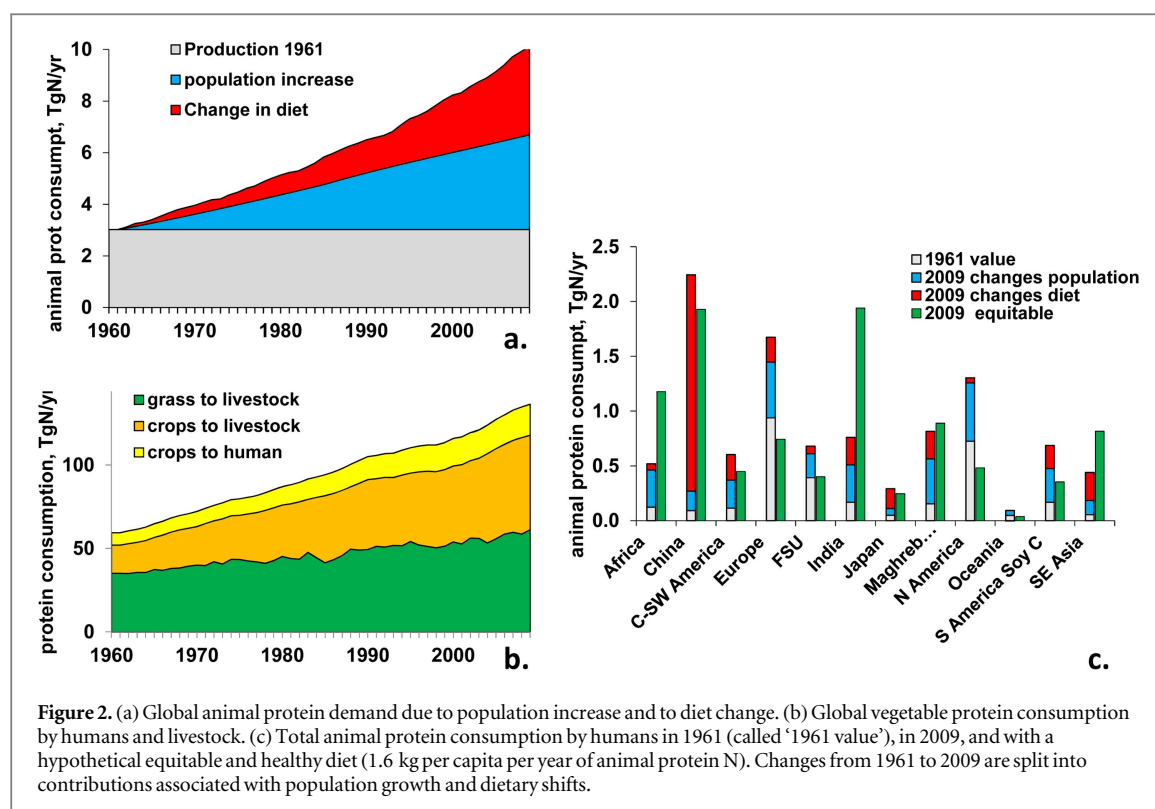 10
8
6
4
2
0
animal prot consumpt, TgN/yr
Production 1961
population increase
Change in diet
1960 1970 1980 1990 2000
a.
100
50
0
protein consumption, TgN/yr
grass to livestock
crops to livestock
crops to human
1960 1970 1980 1990 2000
b.
2.5
2.0
1.5
1.0
0.5
0.0
animal protein consumpt, TgN/yr
1961 value
2009 changes population
2009 changes diet
2009 equitable
Africa
China
C-SW America
Europe
FSU
India
Japan
Maghreb...
N America
Oceania
S America Soy C
SE Asia
c.
Figure 2. (a) Global animal protein demand due to population increase and to diet change. (b) Global vegetable protein consumption
by humans and livestock. (c) Total animal protein consumption by humans in 1961 (called ‘1961 value’), in 2009, and with a
hypothetical equitable and healthy diet (1.6 kg per capita per year of animal protein N). Changes from 1961 to 2009 are split into
contributions associated with population growth and dietary shifts.